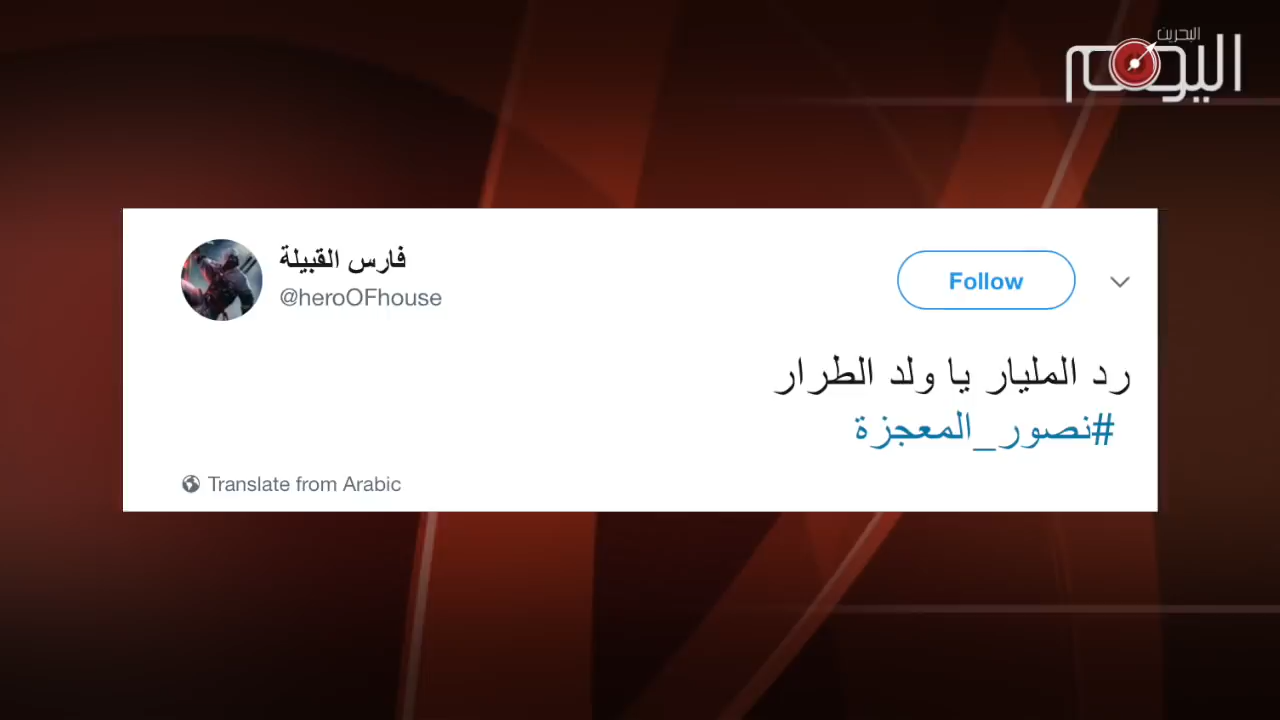 البحرين
اليوم
فارس القبيلة
@heroOFhouse
Follow
رد المليار يا ولد الطرار
#نصور_المعجزة
Translate from Arabic